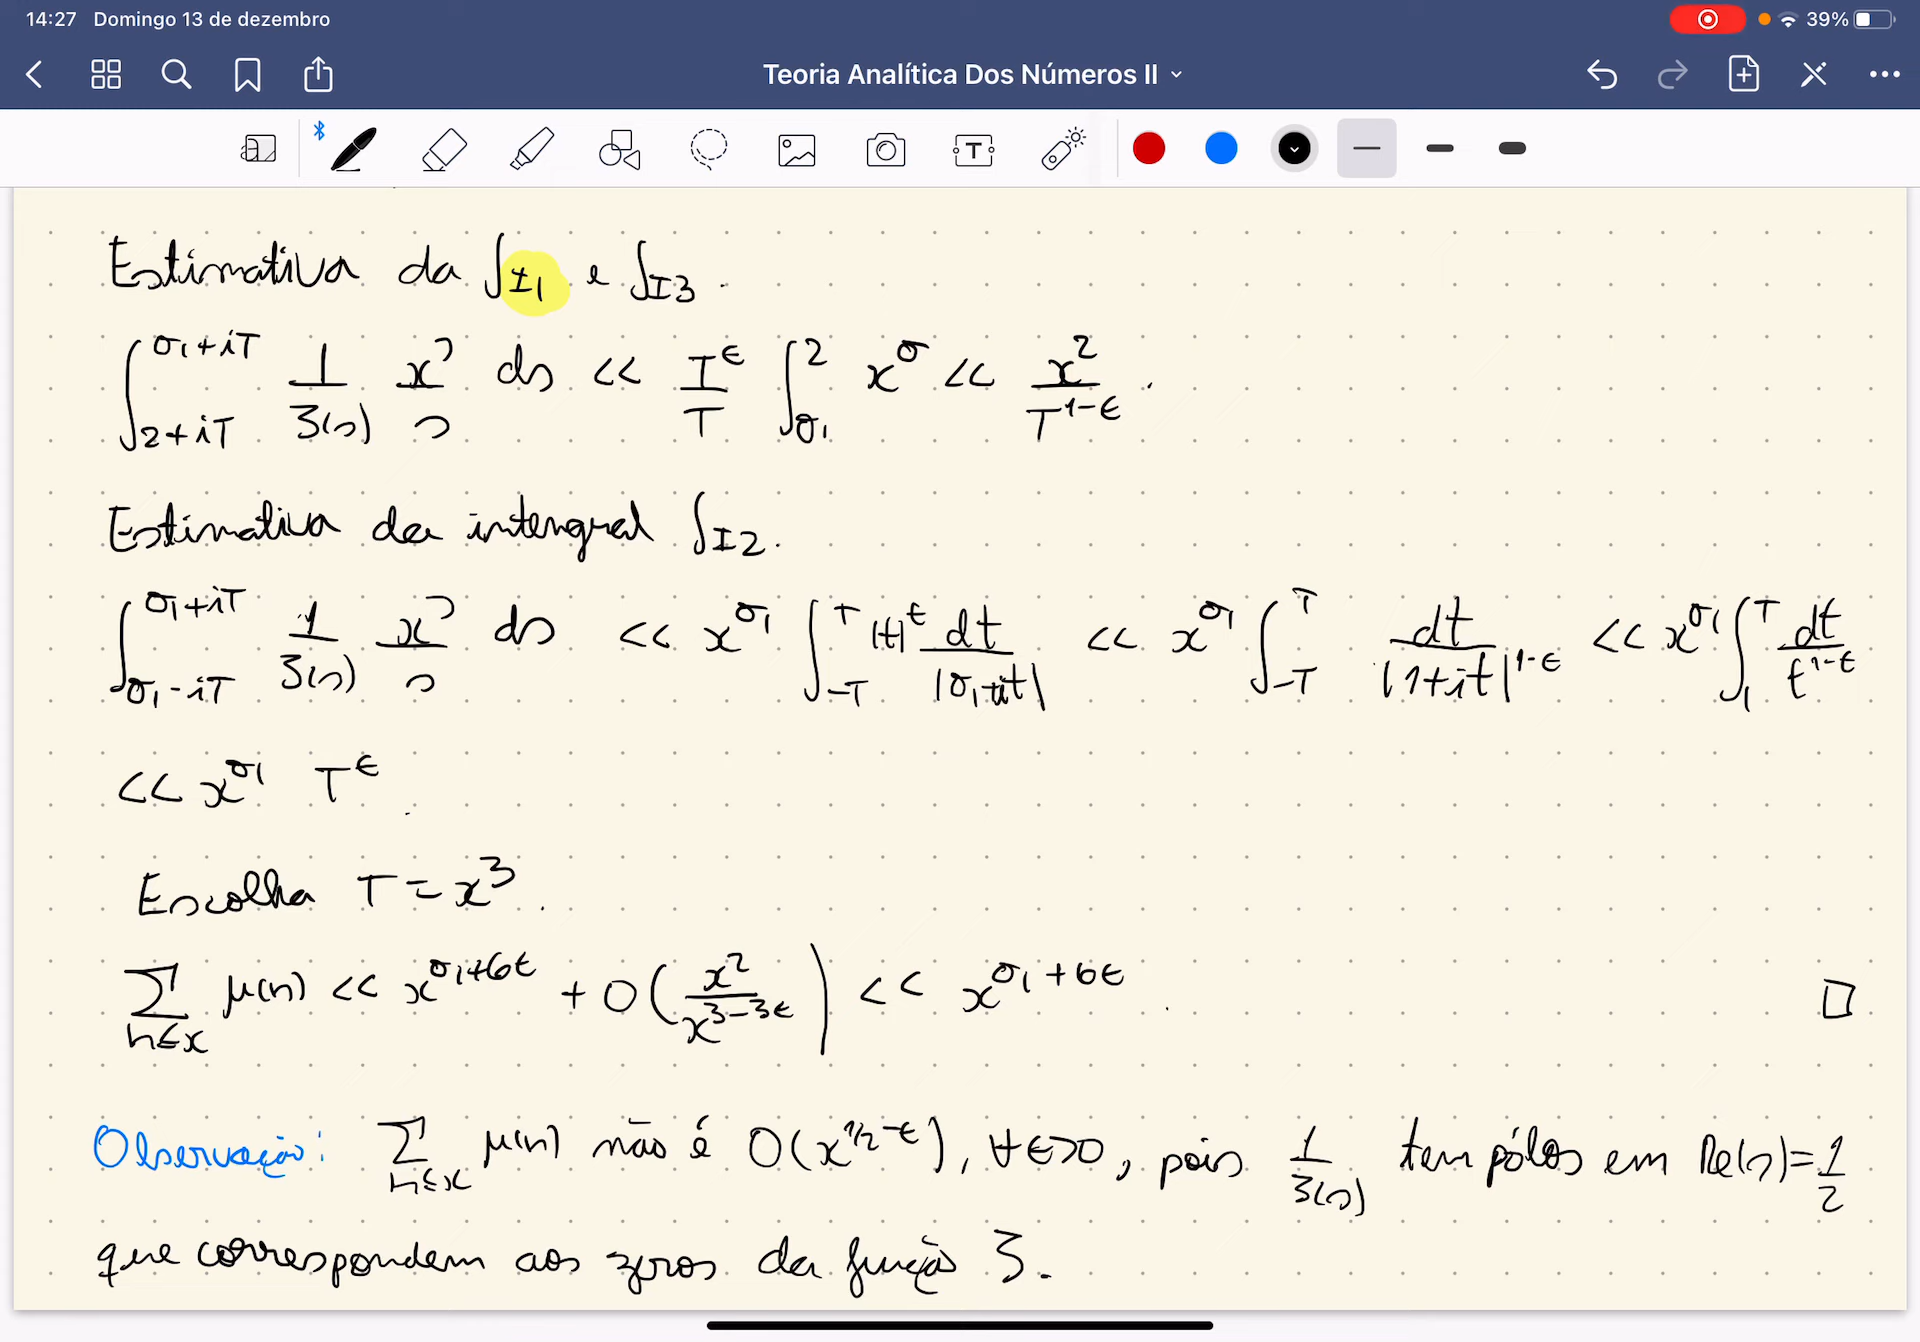 14:27 Domingo 13 de dezembro 39%
Teoria Analítica Dos Números II
Estimativa da ∫_{I1} e ∫_{I3}.
∫_{2+iT}^{σ1+iT} 1/ζ(s) x^s/s ds << T^ε/T ∫_{σ1}^{2} x^σ << x^2/T^{1-ε}.
Estimativa da intengral ∫_{I2}.
∫_{σ1-iT}^{σ1+iT} 1/ζ(s) x^s/s ds << x^{σ1} ∫_{-T}^{T} |t|^ε dt/|σ1+it| << x^{σ1} ∫_{-T}^{T} dt/|1+it|^{1-ε} << x^{σ1} ∫_1^T dt/t^{1-ε}
<< x^{σ1} T^ε.
Escolha T = x^3.
∑_{n≤x} μ(n) << x^{σ1+6ε} + O(x^2/x^{3-3ε}) << x^{σ1+6ε}. □
Observação: ∑_{n≤x} μ(n) não é O(x^{1/2-ε}), ∀ε>0, pois 1/ζ(s) tem pólos em Re(s)=1/2
que correspondem aos zeros da função ζ.